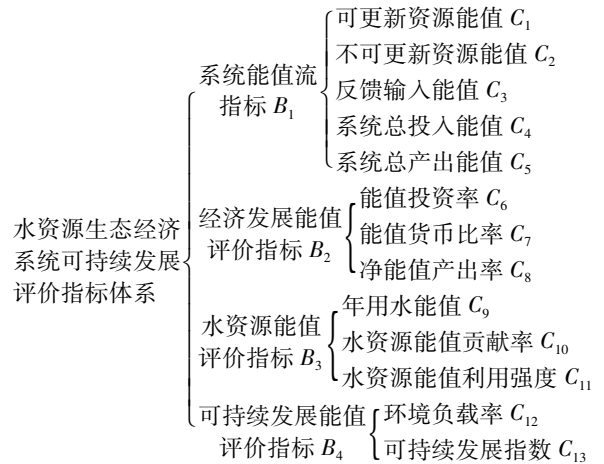 水资源生态经济
系统可持续发展
评价指标体系
系统能值流
指标 B₁
可更新资源能值 C₁
不可更新资源能值 C₂
反馈输入能值 C₃
系统总投入能值 C₄
系统总产出能值 C₅
经济发展能值
评价指标 B₂
能值投资率 C₆
能值货币比率 C₇
净能值产出率 C₈
水资源能值
评价指标 B₃
年用水能值 C₉
水资源能值贡献率 C₁₀
水资源能值利用强度 C₁₁
可持续发展能值
评价指标 B₄
环境负载率 C₁₂
可持续发展指数 C₁₃